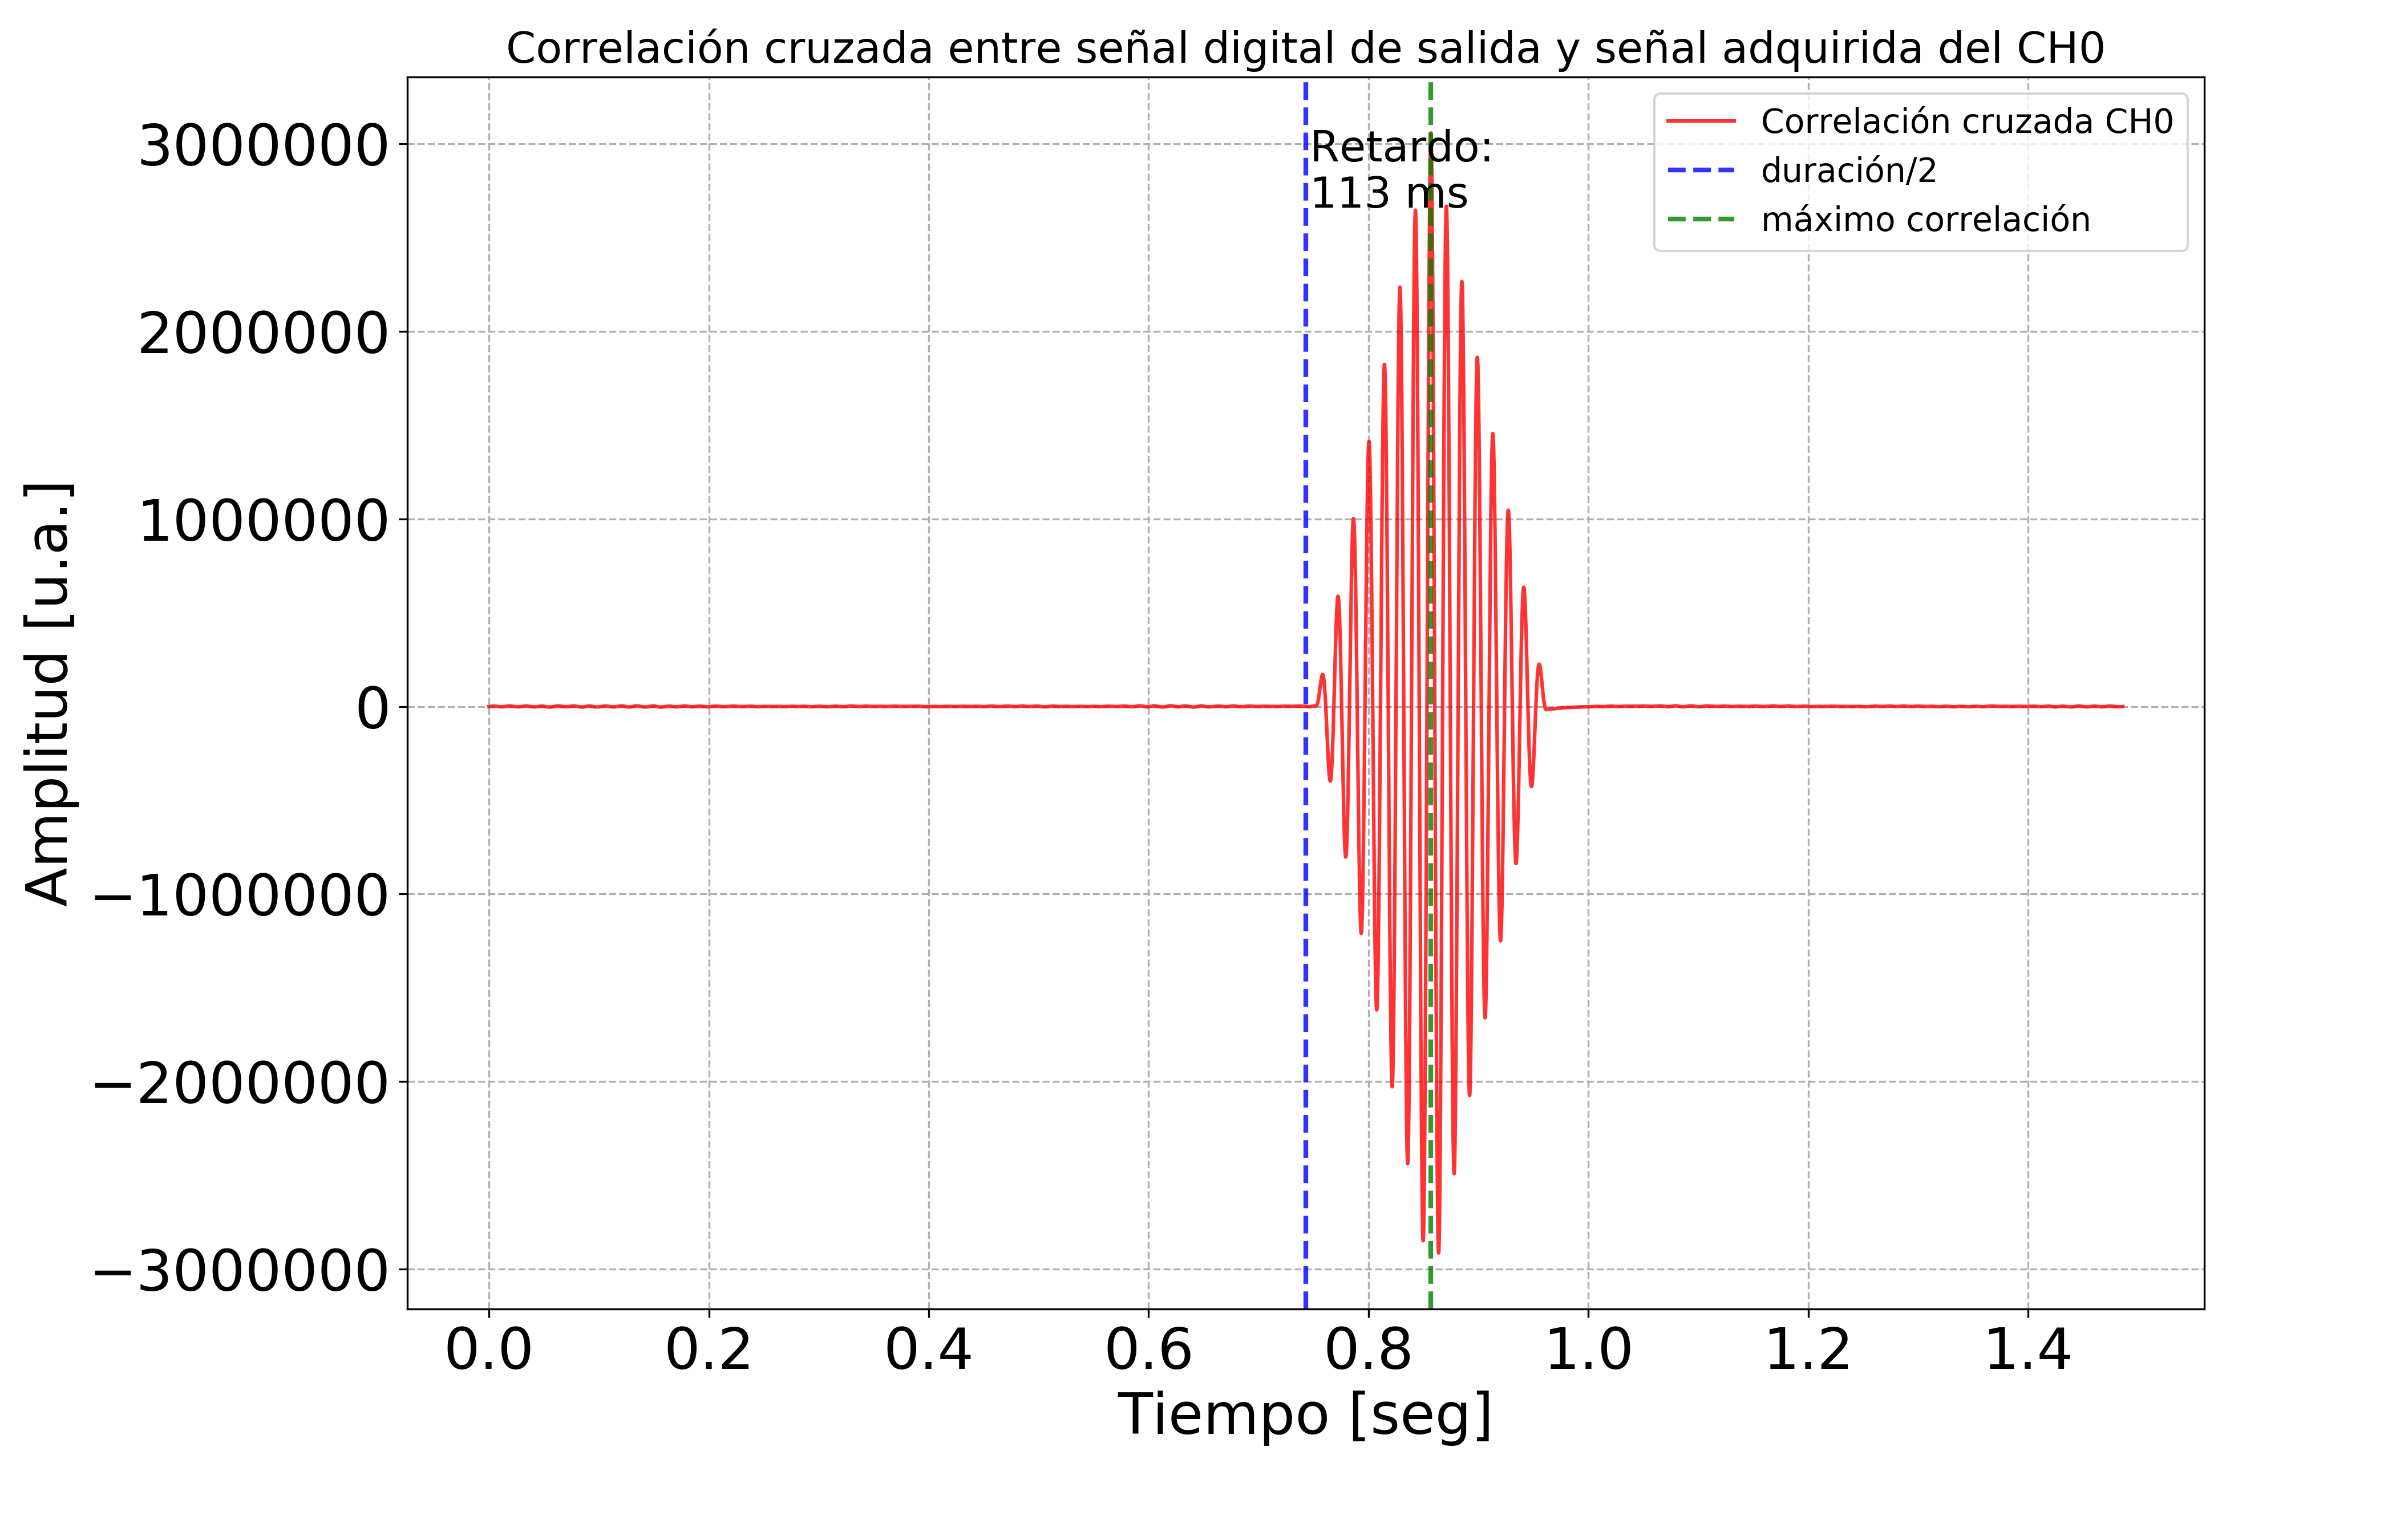 Correlación cruzada entre señal digital de salida y señal adquirida del CH0
Correlación cruzada CH0
duración/2
máximo correlación
Retardo:
113 ms
3000000
2000000
1000000
0
−1000000
−2000000
−3000000
Amplitud [u.a.]
0.0 0.2 0.4 0.6 0.8 1.0 1.2 1.4
Tiempo [seg]